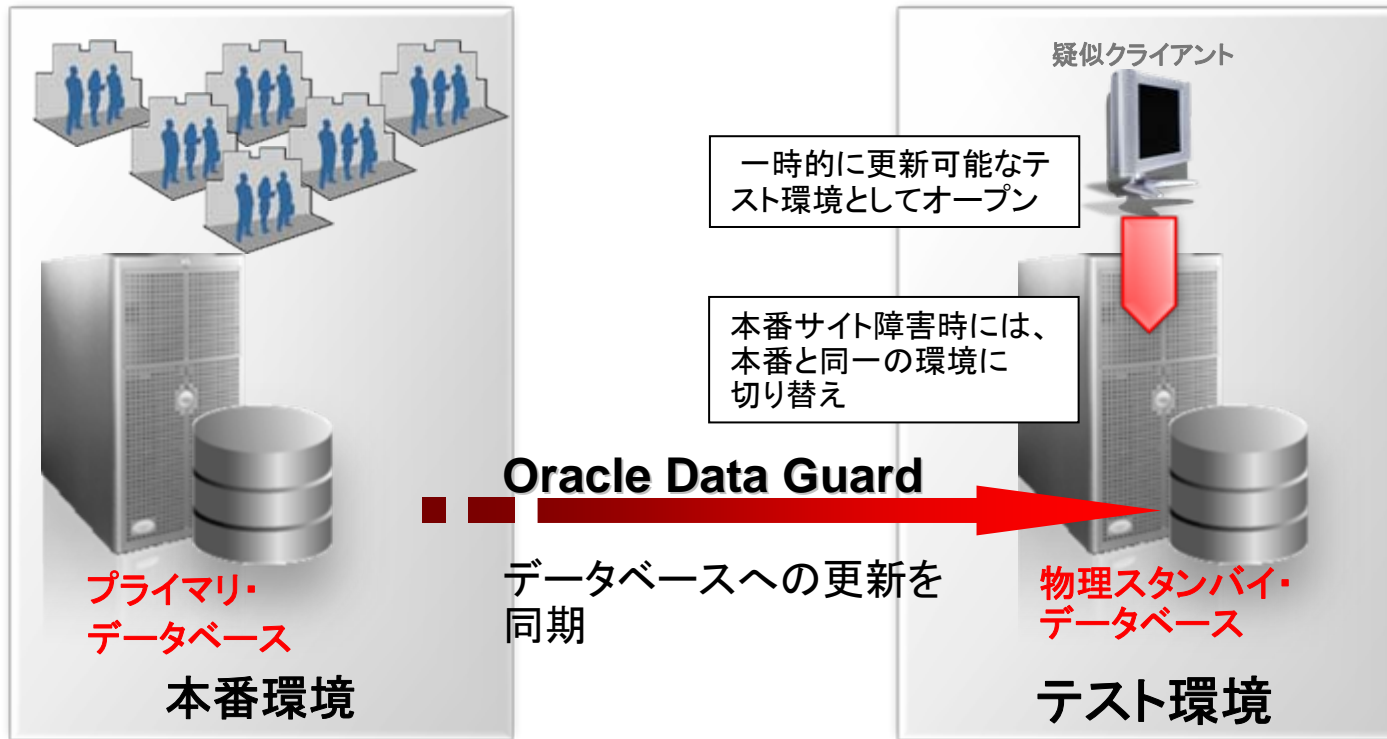 疑似クライアント
一時的に更新可能なテ
スト環境としてオープン
本番サイト障害時には、
本番と同一の環境に
切り替え
Oracle Data Guard
データベースへの更新を
同期
プライマリ・
データベース
本番環境
物理スタンバイ・
データベース
テスト環境